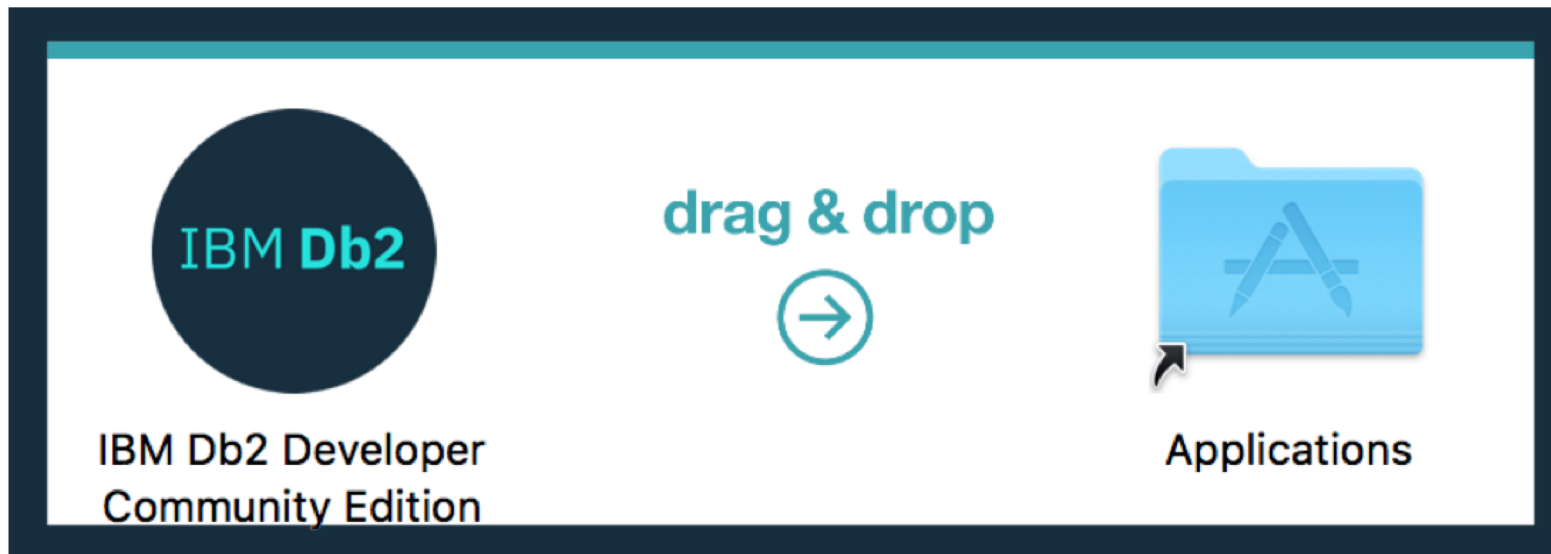 IBM Db2
drag & drop
IBM Db2 Developer
Community Edition
Applications